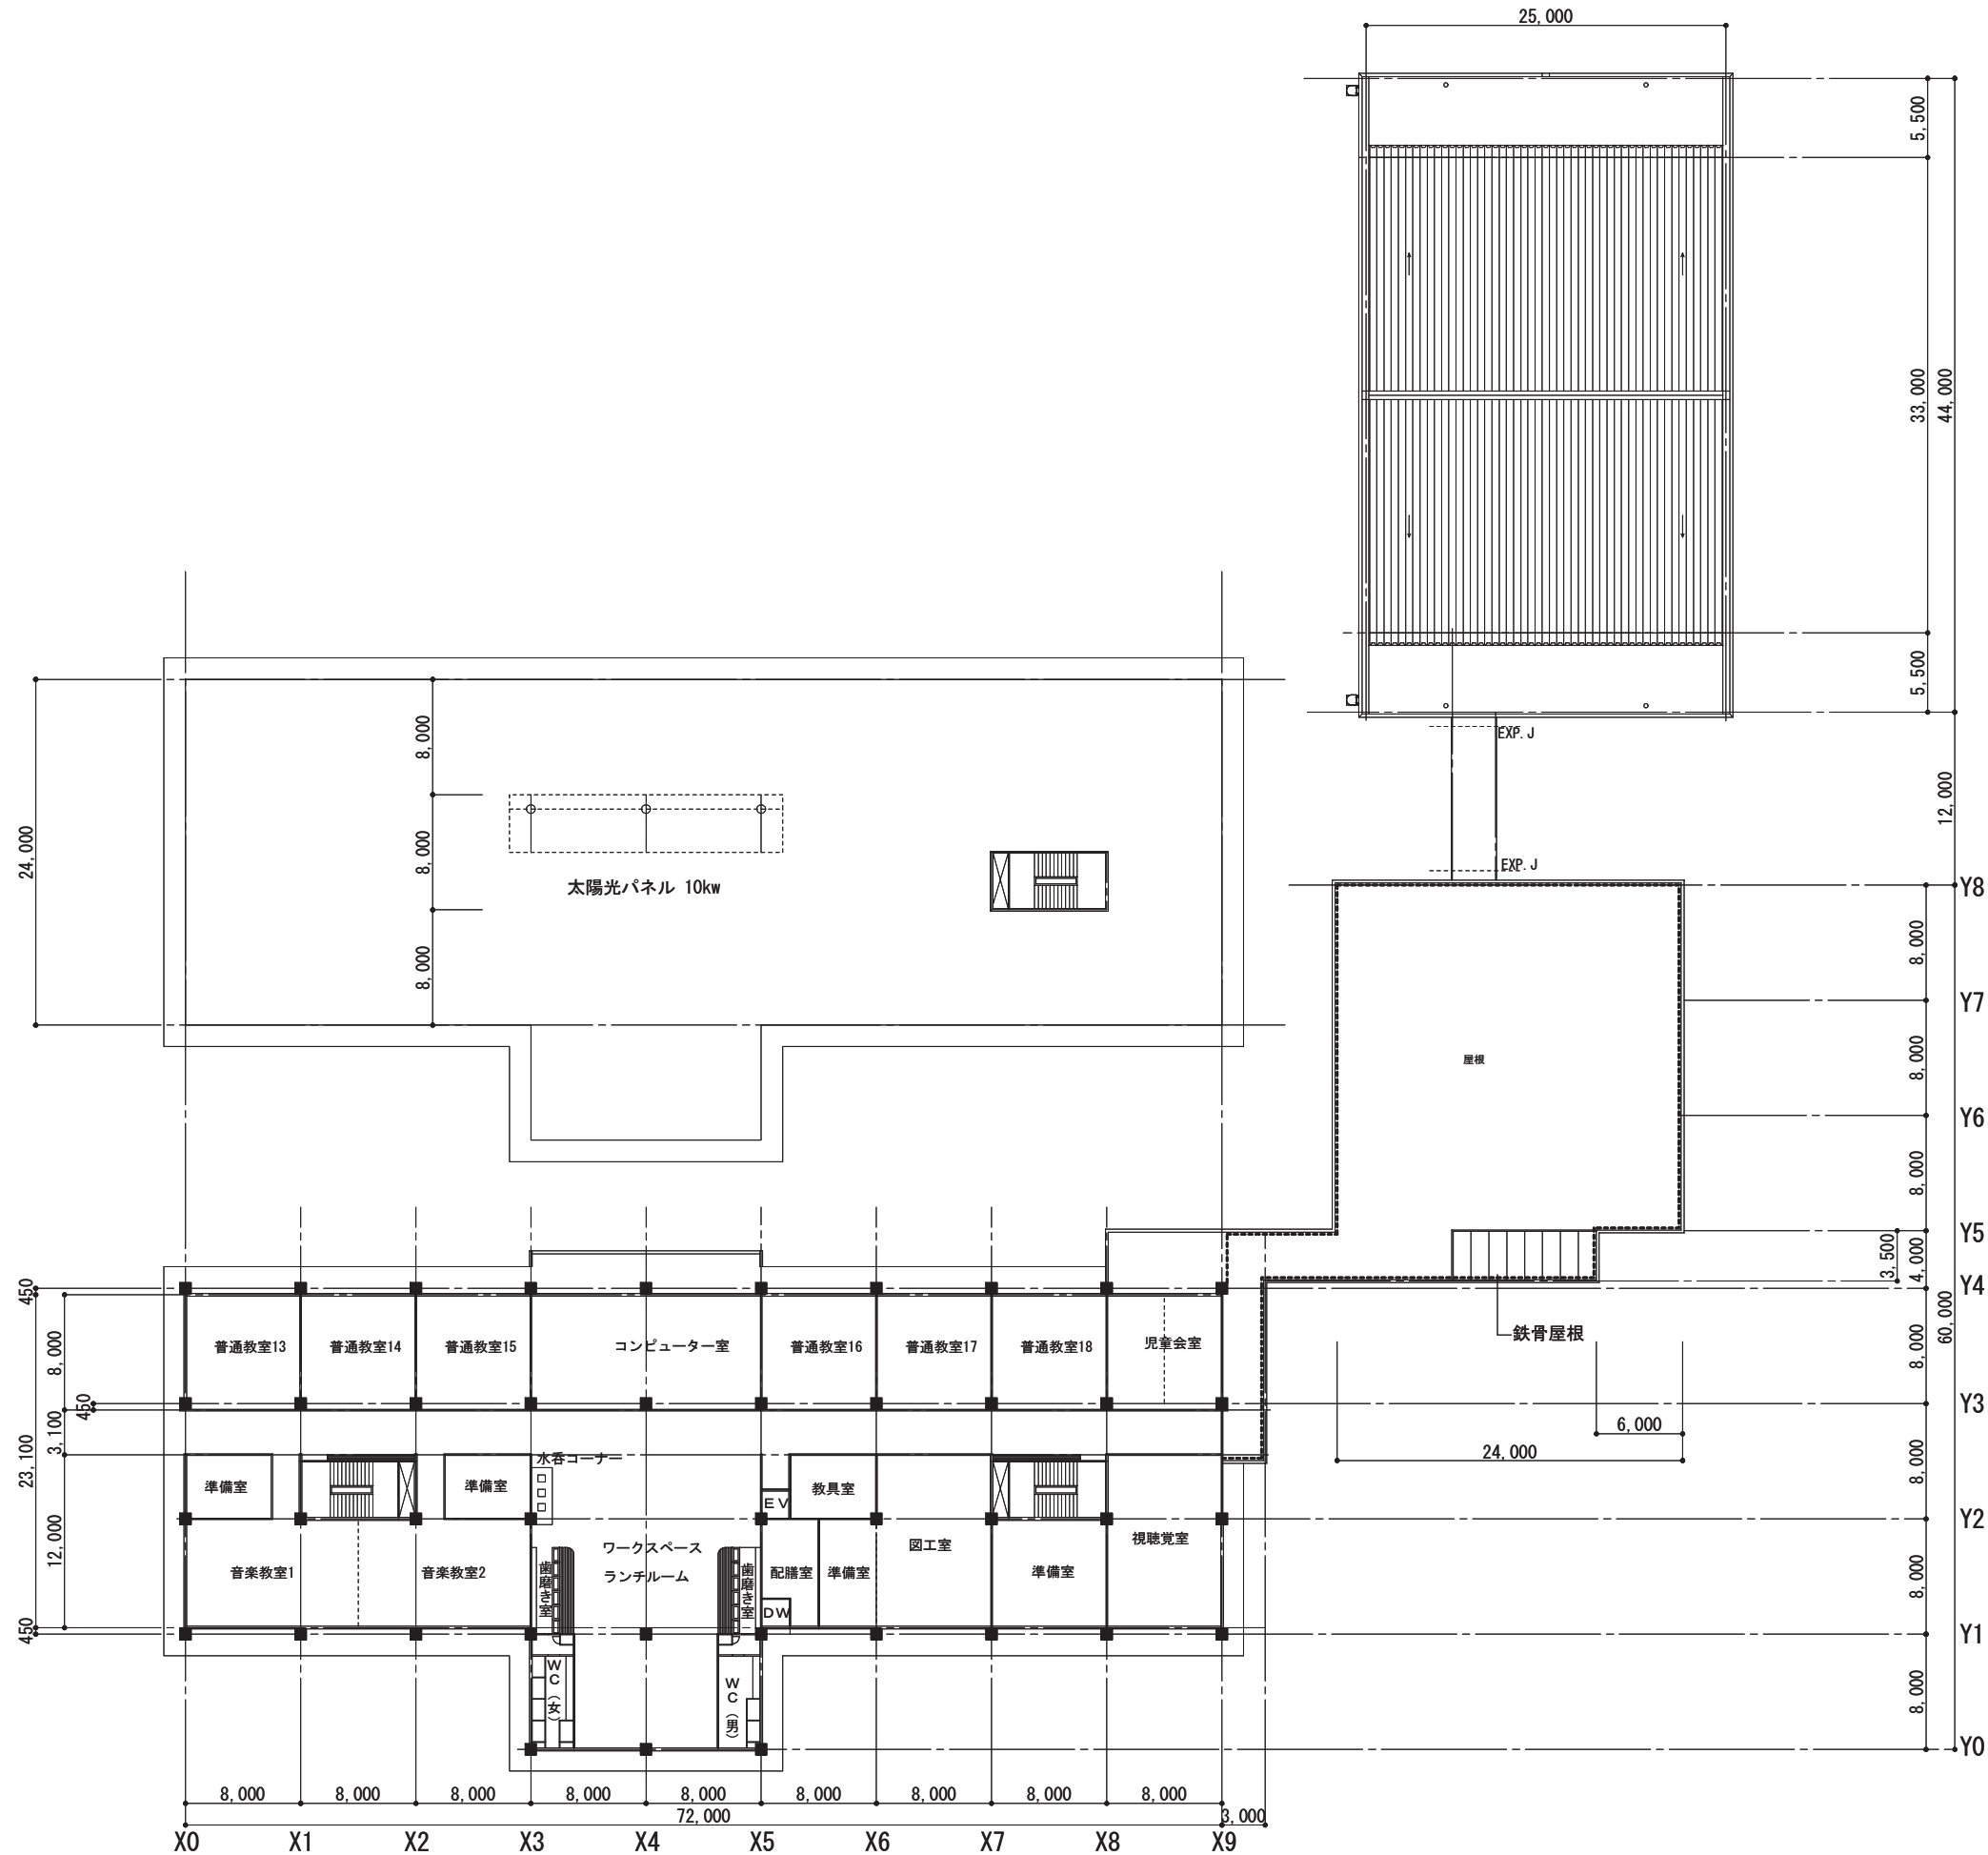 25,000
5,500
33,000
44,000
5,500
EXP.J
12,000
EXP.J
8,000
24,000
8,000
太陽光パネル 10kw
8,000
Y8
8,000
Y7
屋根
8,000
Y6
8,000
Y5
3,500
4,000
450
Y4
60,000
鉄骨屋根
普通教室13
普通教室14
普通教室15
コンピューター室
普通教室16
普通教室17
普通教室18
児童会室
8,000
8,000
450
Y3
6,000
3,100
24,000
23,100
水呑コーナー
準備室
準備室
教具室
EV
8,000
Y2
12,000
ワークスペース
ランチルーム
図工室
視聴覚室
音楽教室1
音楽教室2
歯磨き室
歯磨き室
配膳室
準備室
準備室
DW
8,000
450
Y1
WC(女)
WC(男)
8,000
Y0
8,000
8,000
8,000
8,000
8,000
8,000
8,000
8,000
8,000
72,000
3,000
X0
X1
X2
X3
X4
X5
X6
X7
X8
X9